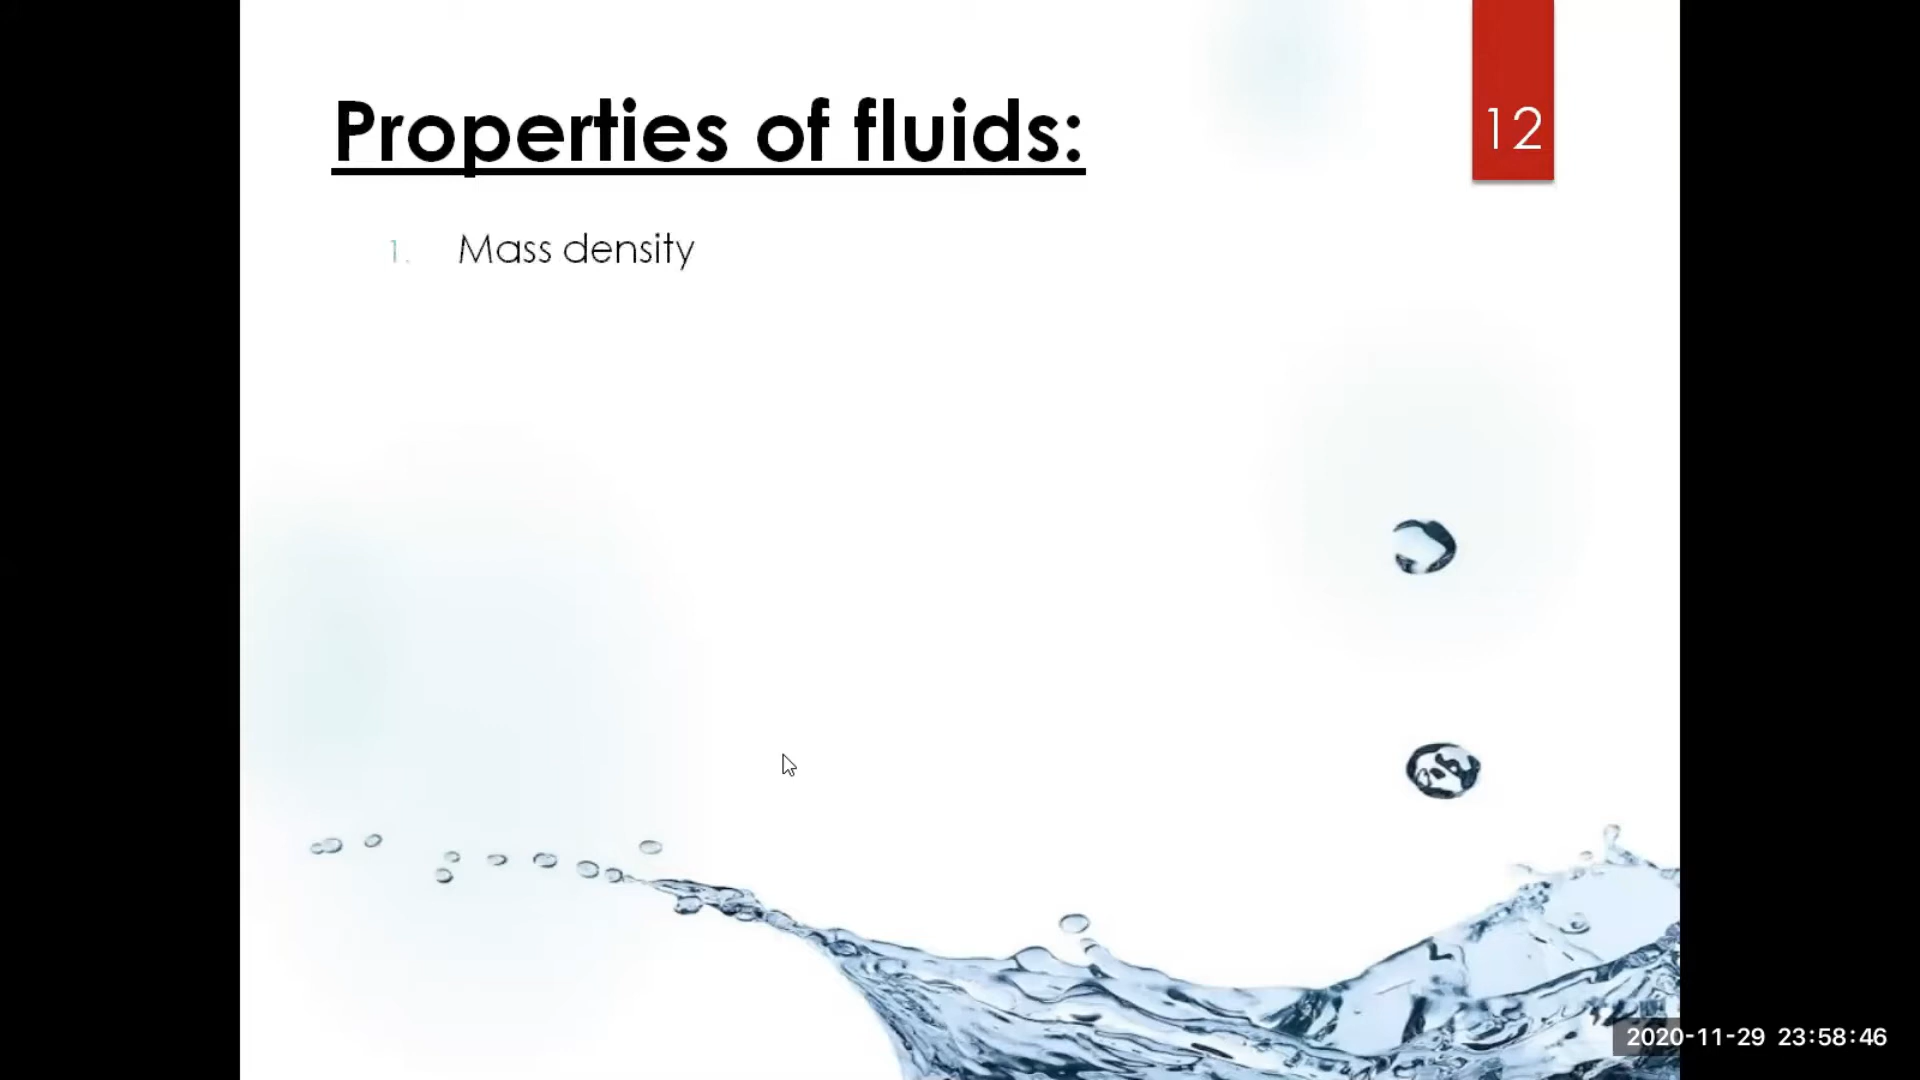 Properties of fluids:
12
1. Mass density
2020-11-29 23:58:46